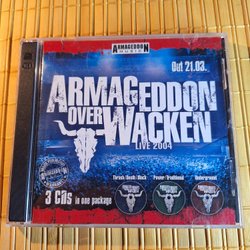 ARMAGEDDON
MUSIC
Out 21.03.
ARMAGEDDON
OVER
WACKEN
LIVE 2004
3 CDs in one package
Thrash/Death/Black
Power/Traditional
Underground